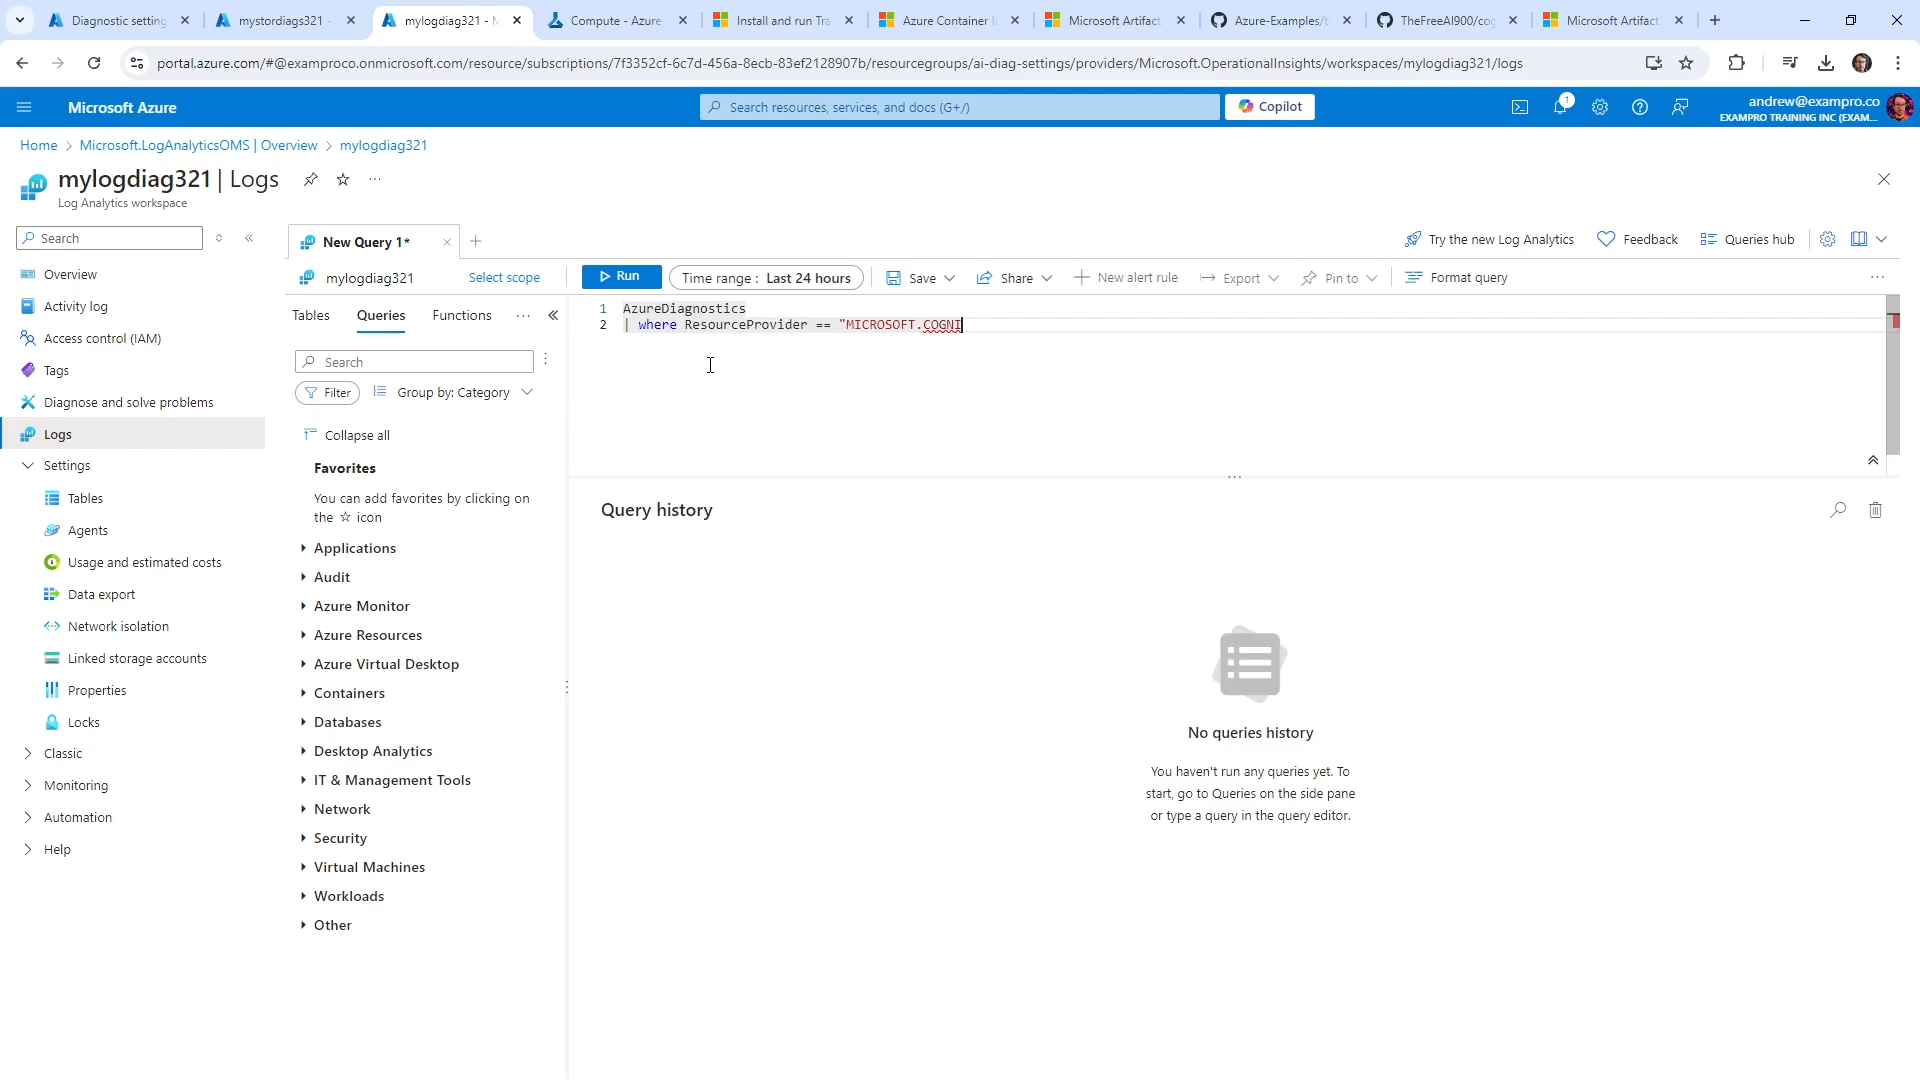 Diagnostic setting
mystordiags321 -
mylogdiag321 - M
Compute - Azure
Install and run Tra
Azure Container I
Microsoft Artifact
Azure-Examples/t
TheFreeAI900/cog
Microsoft Artifact
portal.azure.com/#@examproco.onmicrosoft.com/resource/subscriptions/7f3352cf-6c7d-456a-8ecb-83ef2128907b/resourcegroups/ai-diag-settings/providers/Microsoft.OperationalInsights/workspaces/mylogdiag321/logs
Microsoft Azure
Search resources, services, and docs (G+/)
Copilot
1
andrew@exampro.co
EXAMPRO TRAINING INC (EXAM...
Home > Microsoft.LogAnalyticsOMS | Overview > mylogdiag321
mylogdiag321 | Logs
Log Analytics workspace
Search
Overview
Activity log
Access control (IAM)
Tags
Diagnose and solve problems
Logs
Settings
Tables
Agents
Usage and estimated costs
Data export
Network isolation
Linked storage accounts
Properties
Locks
Classic
Monitoring
Automation
Help
New Query 1*
Try the new Log Analytics
Feedback
Queries hub
mylogdiag321
Select scope
Run
Time range : Last 24 hours
Save
Share
New alert rule
Export
Pin to
Format query
Tables
Queries
Functions
Search
Filter
Group by: Category
Collapse all
Favorites
You can add favorites by clicking on
the ☆ icon
Applications
Audit
Azure Monitor
Azure Resources
Azure Virtual Desktop
Containers
Databases
Desktop Analytics
IT & Management Tools
Network
Security
Virtual Machines
Workloads
Other
1 AzureDiagnostics
2 | where ResourceProvider == "MICROSOFT.COGNI
Query history
No queries history
You haven't run any queries yet. To
start, go to Queries on the side pane
or type a query in the query editor.